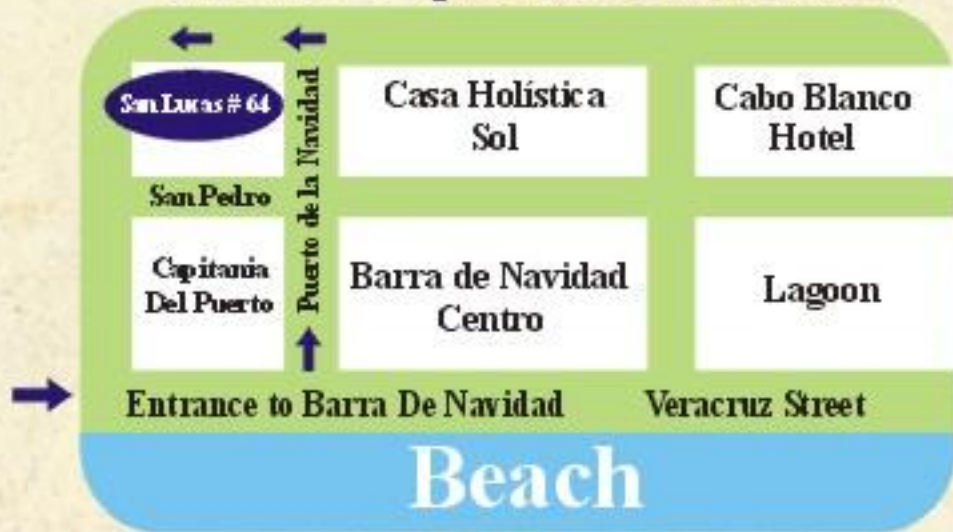 San Lucas # 64
Casa Holística
Sol
Cabo Blanco
Hotel
San Pedro
Puerto de la Navidad
Capitania
Del Puerto
Barra de Navidad
Centro
Lagoon
Entrance to Barra De Navidad
Veracruz Street
Beach